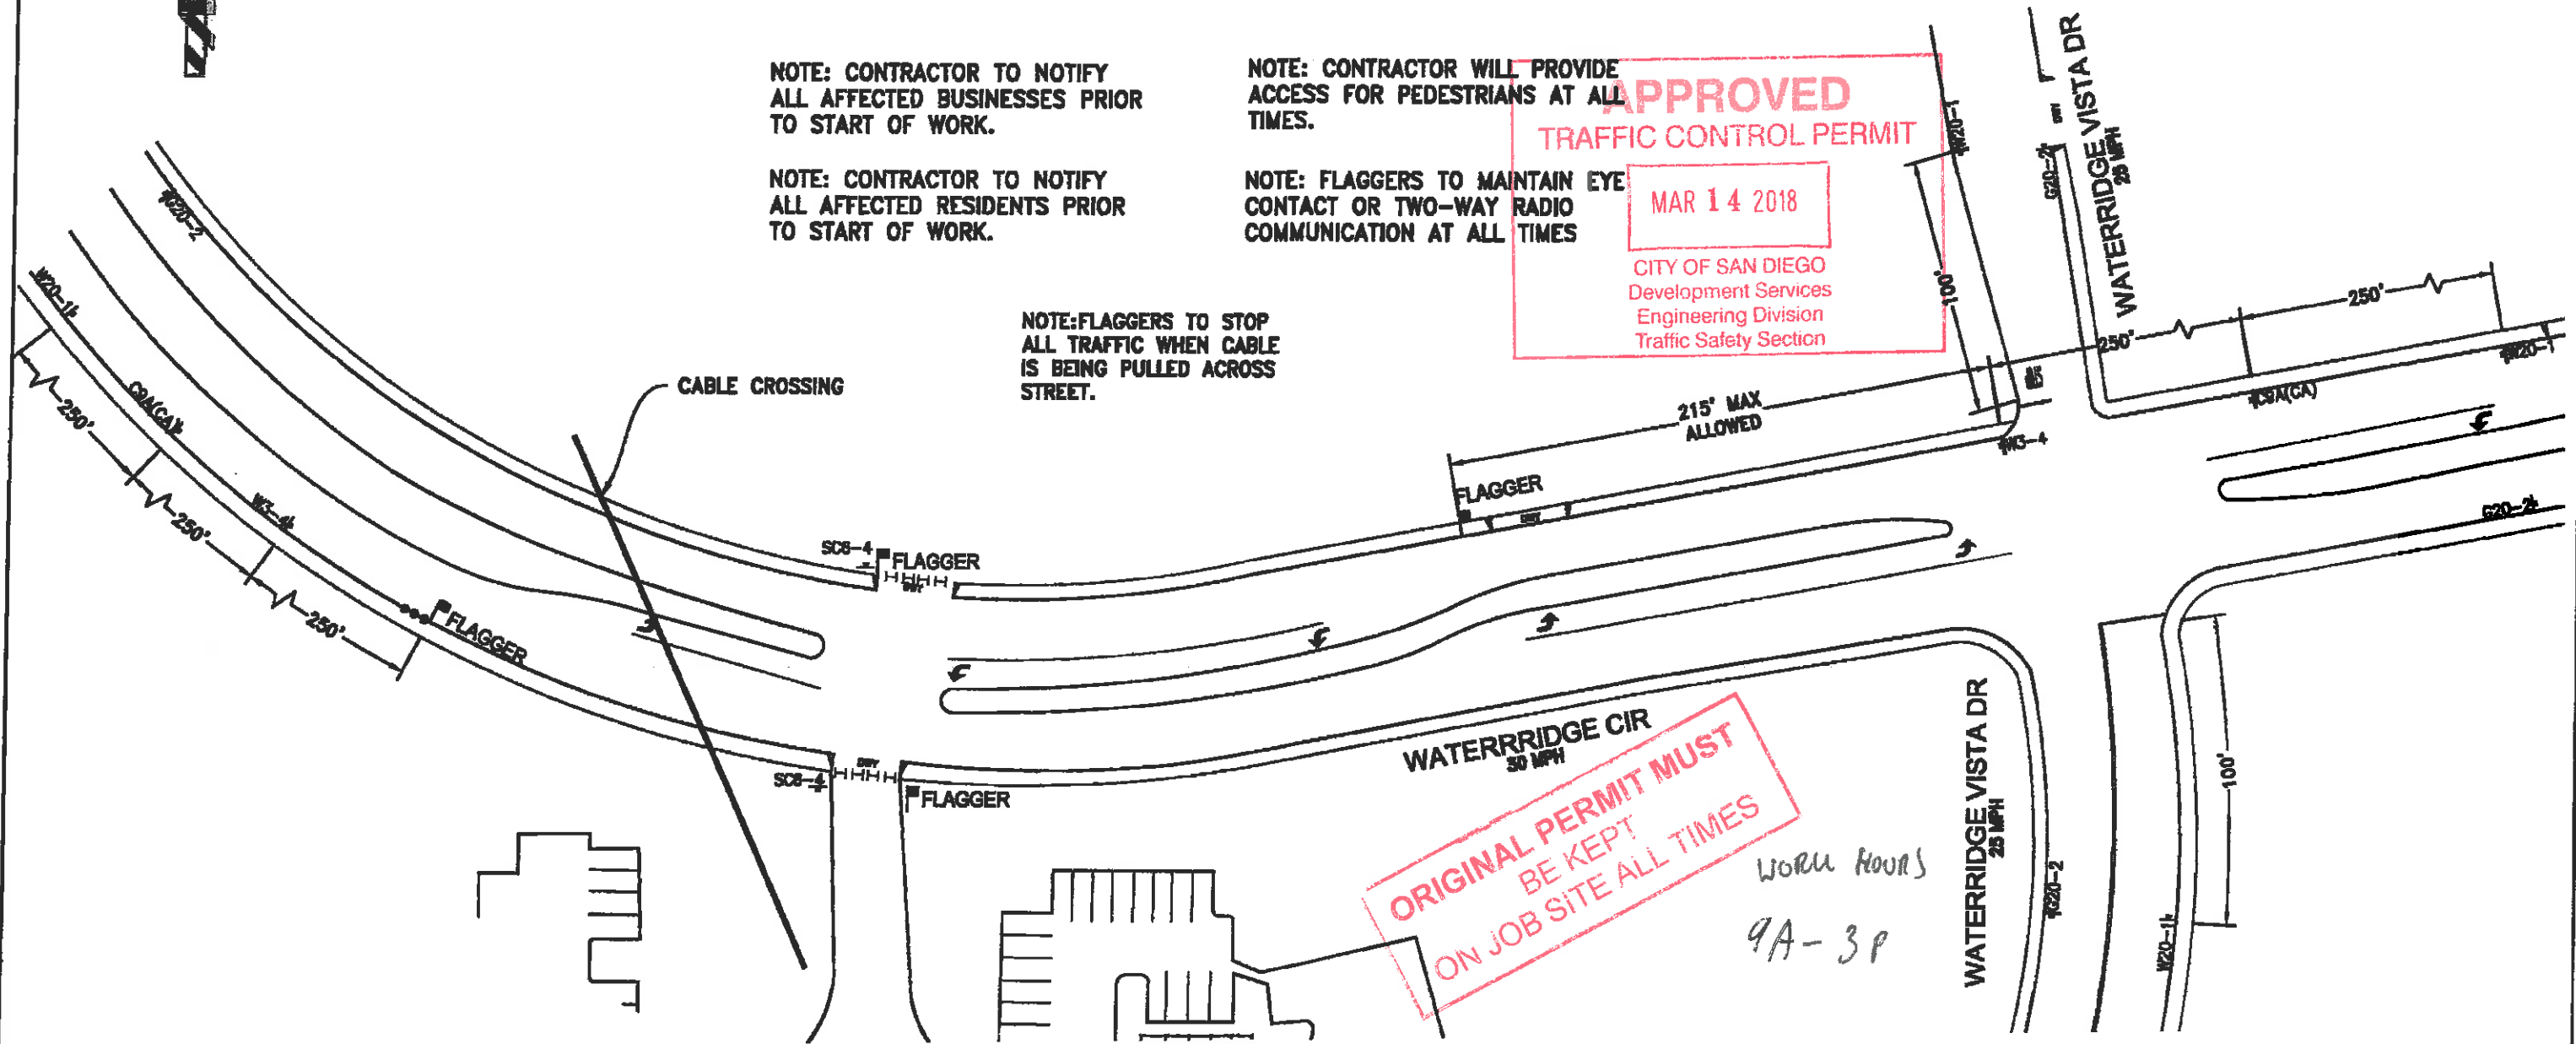 NOTE: CONTRACTOR TO NOTIFY
ALL AFFECTED BUSINESSES PRIOR
TO START OF WORK.
NOTE: CONTRACTOR WILL PROVIDE
ACCESS FOR PEDESTRIANS AT ALL
TIMES.
NOTE: CONTRACTOR TO NOTIFY
ALL AFFECTED RESIDENTS PRIOR
TO START OF WORK.
NOTE: FLAGGERS TO MAINTAIN EYE
CONTACT OR TWO-WAY RADIO
COMMUNICATION AT ALL TIMES
APPROVED
TRAFFIC CONTROL PERMIT
MAR 14 2018
CITY OF SAN DIEGO
Development Services
Engineering Division
Traffic Safety Section
NOTE:FLAGGERS TO STOP
ALL TRAFFIC WHEN CABLE
IS BEING PULLED ACROSS
STREET.
CABLE CROSSING
G20-2
W20-1
C9A(CA)
W3-4
250'
250'
250'
FLAGGER
SC6-4
FLAGGER
DWY
SC6-4
DWY
FLAGGER
FLAGGER
DWY
215' MAX
ALLOWED
W20-1
100'
G20-2
WATERRIDGE VISTA DR
25 MPH
250'
250'
W20-1
C9A(CA)
W3-4
G20-2
WATERRRIDGE CIR
30 MPH
WATERRIDGE VISTA DR
25 MPH
G20-2
W20-1
100'
ORIGINAL PERMIT MUST
BE KEPT
ON JOB SITE ALL TIMES
WORK HOURS
9A-3P